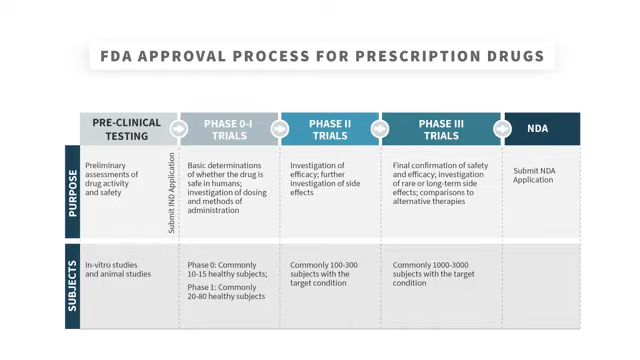 FDA APPROVAL PROCESS FOR PRESCRIPTION DRUGS
PRE-CLINICAL
TESTING
PHASE 0-I
TRIALS
PHASE II
TRIALS
PHASE III
TRIALS
NDA
PURPOSE
Preliminary
assessments of
drug activity
and safety
Submit IND Application
Basic determinations
of whether the drug is
safe in humans;
investigation of dosing
and methods of
administration
Investigation of
efficacy; further
investigation of side
effects
Final confirmation of safety
and efficacy; investigation
of rare or long-term side
effects; comparisons to
alternative therapies
Submit NDA
Application
SUBJECTS
In-vitro studies
and animal studies
Phase 0: Commonly
10-15 healthy subjects;
Phase 1: Commonly
20-80 healthy subjects
Commonly 100-300
subjects with the
target condition
Commonly 1000-3000
subjects with the target
condition